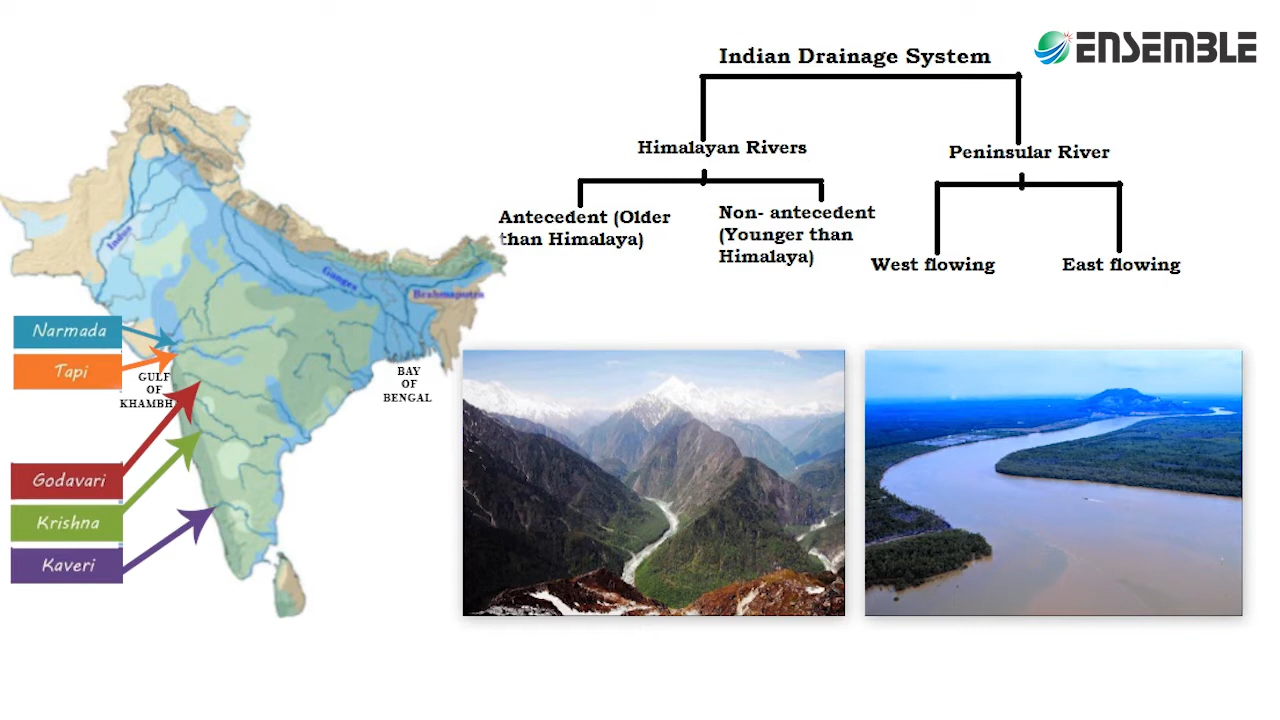 ENSEMBLE
Indian Drainage System
Himalayan Rivers
Peninsular River
Antecedent (Older
than Himalaya)
Non- antecedent
(Younger than
Himalaya)
West flowing
East flowing
Indus
Ganges
Brahmaputra
Narmada
Tapi
GULF
OF
KHAMBH
BAY
OF
BENGAL
Godavari
Krishna
Kaveri